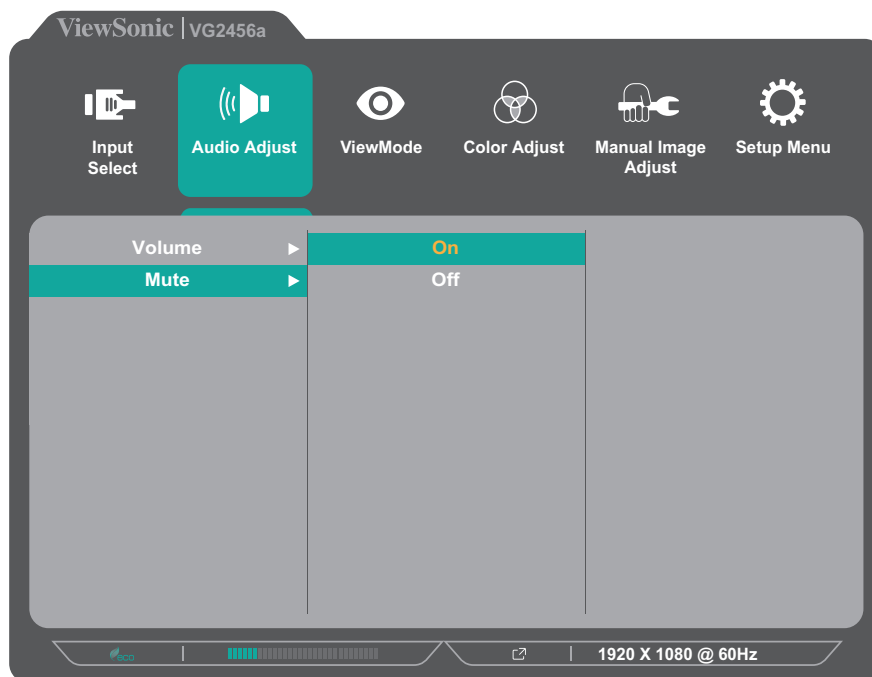 ViewSonic | VG2456a
Input Select
Audio Adjust
ViewMode
Color Adjust
Manual Image Adjust
Setup Menu
Volume
On
Mute
Off
eco
1920 X 1080 @ 60Hz